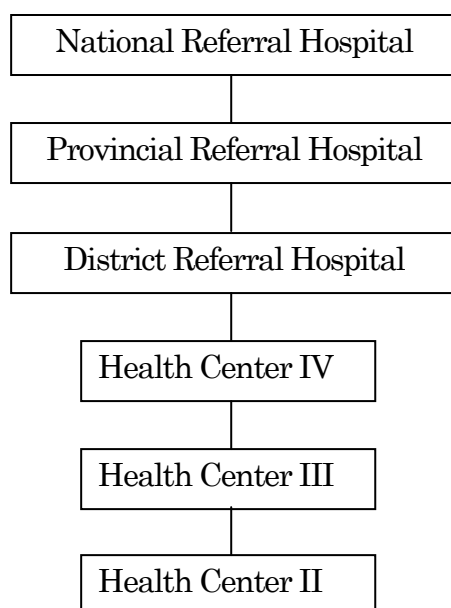 National Referral Hospital
Provincial Referral Hospital
District Referral Hospital
Health Center IV
Health Center III
Health Center II